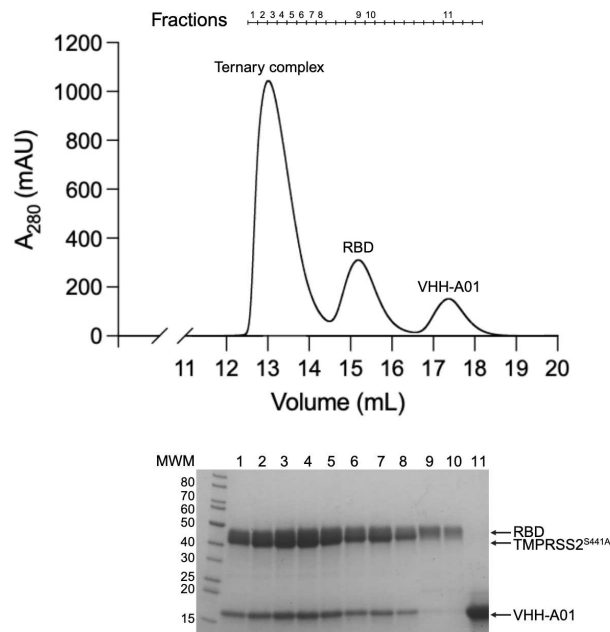 Fractions 1 2 3 4 5 6 7 8 9 10 11
1200
1000
800
600
400
200
0
A280 (mAU)
Ternary complex
RBD
VHH-A01
11 12 13 14 15 16 17 18 19 20
Volume (mL)
MWM 1 2 3 4 5 6 7 8 9 10 11
80
70
60
50
40
30
25
20
15
RBD
TMPRSS2S441A
VHH-A01